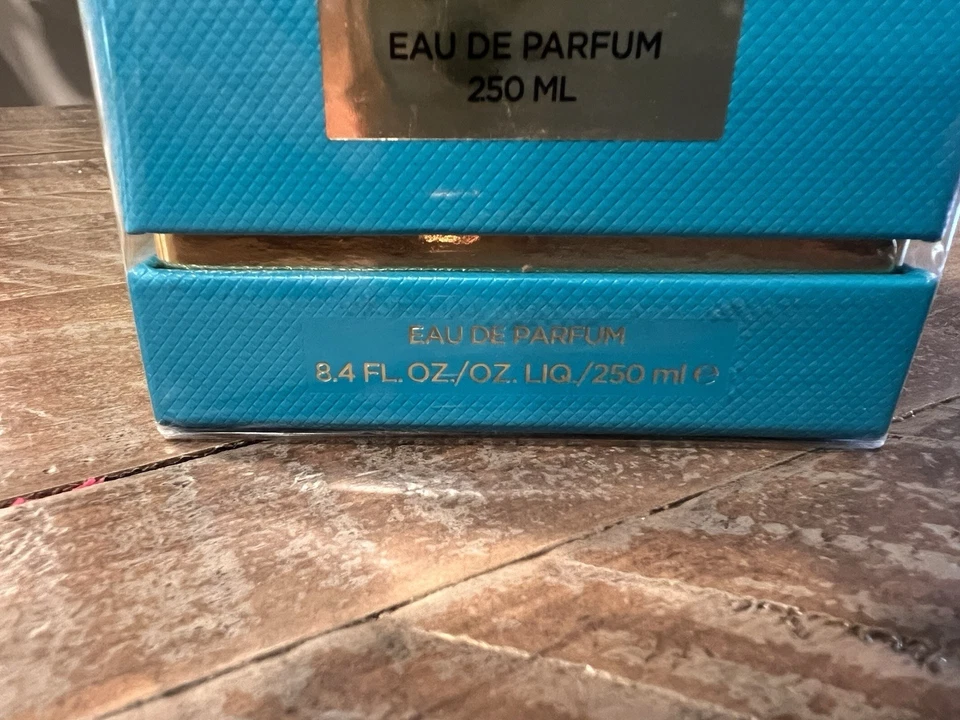 EAU DE PARFUM
250 ML
EAU DE PARFUM
8.4 FL. OZ./OZ. LIQ./250 ml ℮